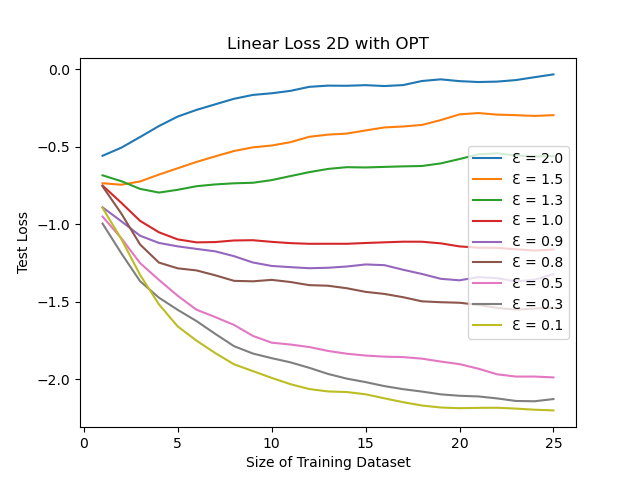 Linear Loss 2D with OPT
Test Loss
0.0
−0.5
−1.0
−1.5
−2.0
0
5
10
15
20
25
Size of Training Dataset
Ɛ = 2.0
Ɛ = 1.5
Ɛ = 1.3
Ɛ = 1.0
Ɛ = 0.9
Ɛ = 0.8
Ɛ = 0.5
Ɛ = 0.3
Ɛ = 0.1